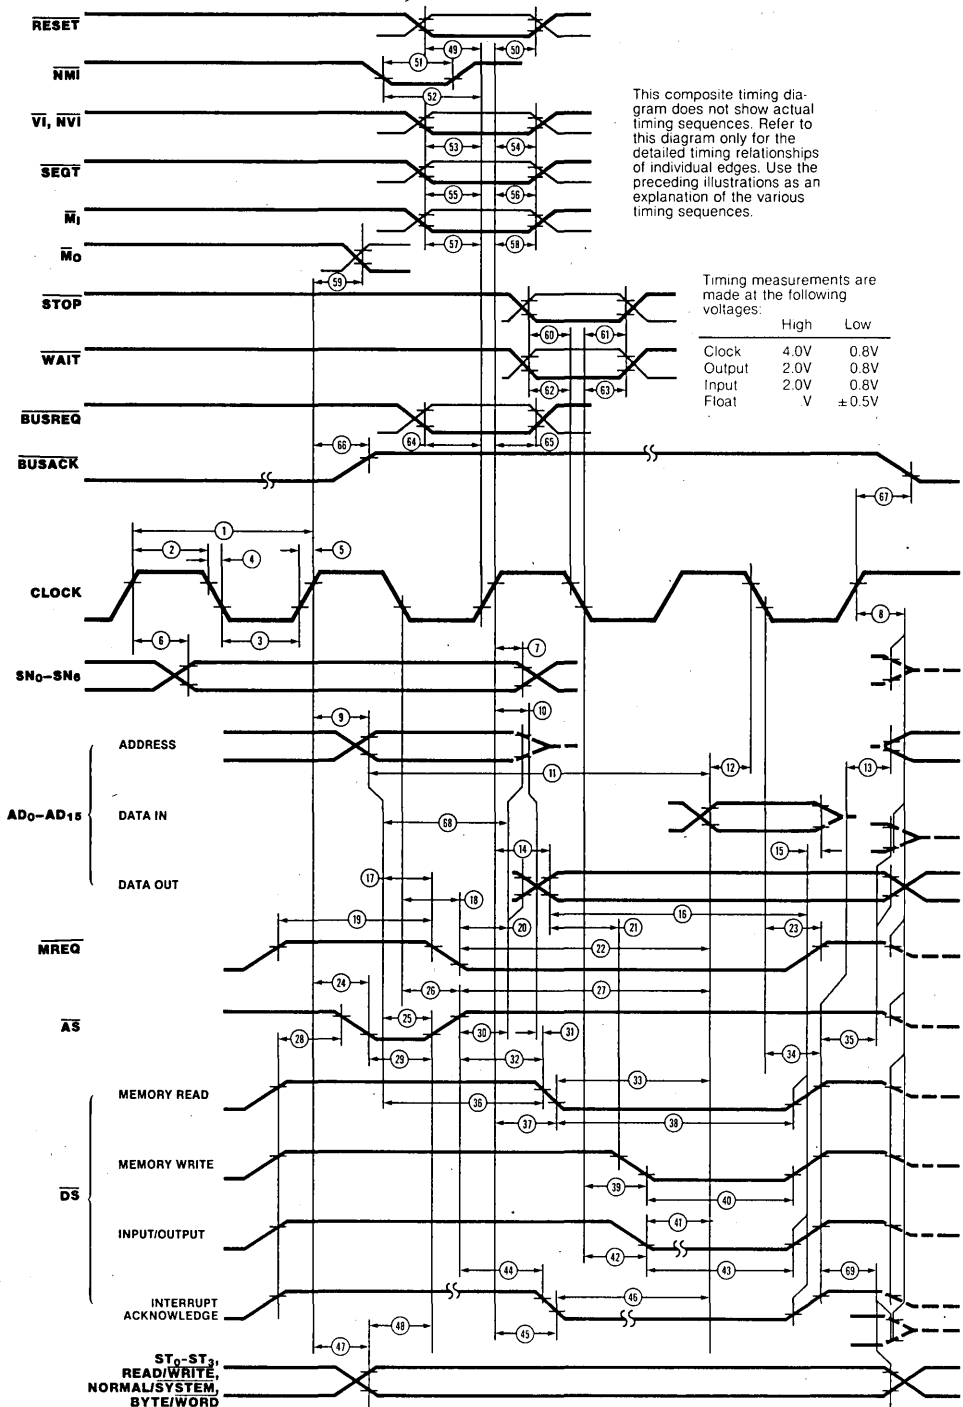 RESET
49
50
NMI
51
52
This composite timing dia-
gram does not show actual
timing sequences. Refer to
this diagram only for the
detailed timing relationships
of individual edges. Use the
preceding illustrations as an
explanation of the various
timing sequences.
VI, NVI
53
54
SEGT
55
56
MI
57
58
MO
59
Timing measurements are
made at the following
voltages:
High Low
Clock 4.0V 0.8V
Output 2.0V 0.8V
Input 2.0V 0.8V
Float .V ±0.5V
STOP
60
61
WAIT
62
63
BUSREQ
64
65
66
BUSACK
67
1
2
4
5
CLOCK
8
6
3
7
SN0–SN6
10
9
ADDRESS
11
12
13
AD0–AD15
DATA IN
68
14
15
17
DATA OUT
18
16
19
20
21
23
MREQ
22
24
26
27
AS
25
28
30
31
35
29
32
34
33
MEMORY READ
36
37
38
MEMORY WRITE
39
40
DS
41
INPUT/OUTPUT
42
43
44
69
46
INTERRUPT
ACKNOWLEDGE
48
45
47
ST0-ST3,
READ/WRITE,
NORMAL/SYSTEM,
BYTE/WORD